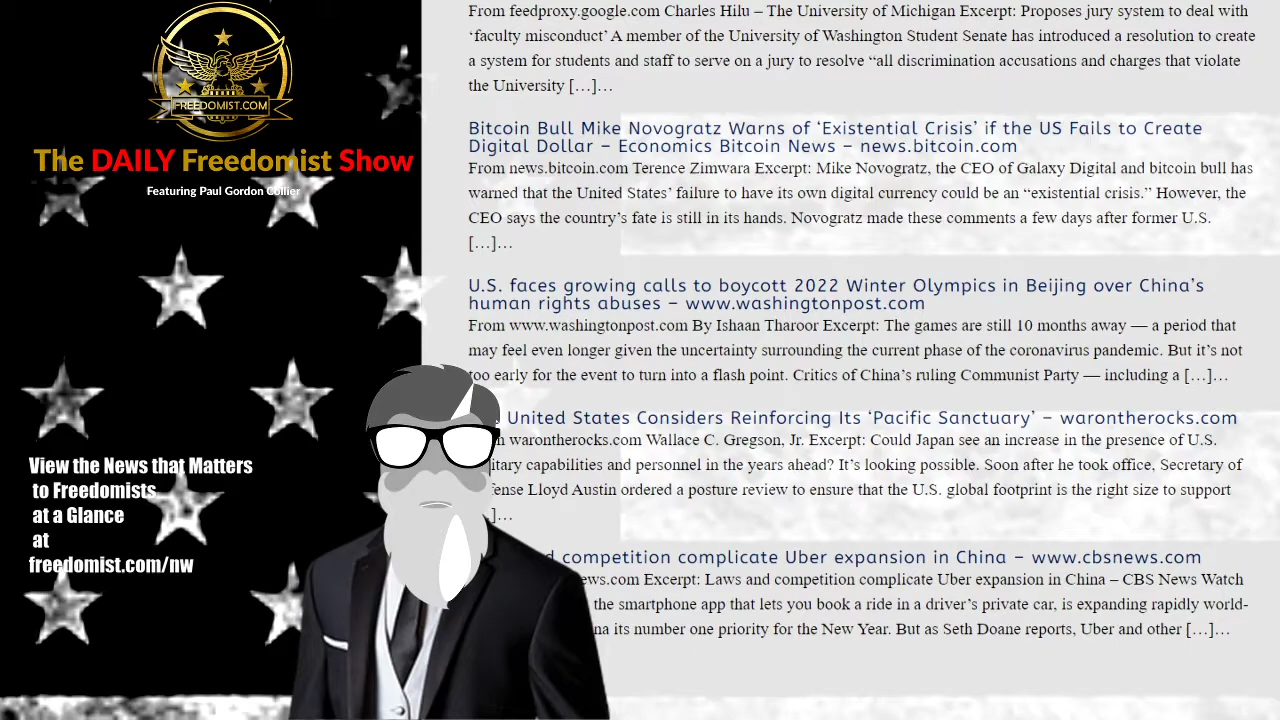 FREEDOMIST.COM
The DAILY Freedomist Show
Featuring Paul Gordon Collier
View the News that Matters
to Freedomists
at a Glance
at
freedomist.com/nw
From feedproxy.google.com Charles Hilu – The University of Michigan Excerpt: Proposes jury system to deal with
‘faculty misconduct’ A member of the University of Washington Student Senate has introduced a resolution to create
a system for students and staff to serve on a jury to resolve “all discrimination accusations and charges that violate
the University […]…
Bitcoin Bull Mike Novogratz Warns of ‘Existential Crisis’ if the US Fails to Create
Digital Dollar – Economics Bitcoin News – news.bitcoin.com
From news.bitcoin.com Terence Zimwara Excerpt: Mike Novogratz, the CEO of Galaxy Digital and bitcoin bull has
warned that the United States’ failure to have its own digital currency could be an “existential crisis.” However, the
CEO says the country’s fate is still in its hands. Novogratz made these comments a few days after former U.S.
[…]…
U.S. faces growing calls to boycott 2022 Winter Olympics in Beijing over China’s
human rights abuses – www.washingtonpost.com
From www.washingtonpost.com By Ishaan Tharoor Excerpt: The games are still 10 months away — a period that
may feel even longer given the uncertainty surrounding the current phase of the coronavirus pandemic. But it’s not
too early for the event to turn into a flash point. Critics of China’s ruling Communist Party — including a […]…
United States Considers Reinforcing Its ‘Pacific Sanctuary’ – warontherocks.com
warontherocks.com Wallace C. Gregson, Jr. Excerpt: Could Japan see an increase in the presence of U.S.
capabilities and personnel in the years ahead? It’s looking possible. Soon after he took office, Secretary of
Lloyd Austin ordered a posture review to ensure that the U.S. global footprint is the right size to support
]…
competition complicate Uber expansion in China – www.cbsnews.com
Excerpt: Laws and competition complicate Uber expansion in China – CBS News Watch
the smartphone app that lets you book a ride in a driver’s private car, is expanding rapidly world-
its number one priority for the New Year. But as Seth Doane reports, Uber and other […]…